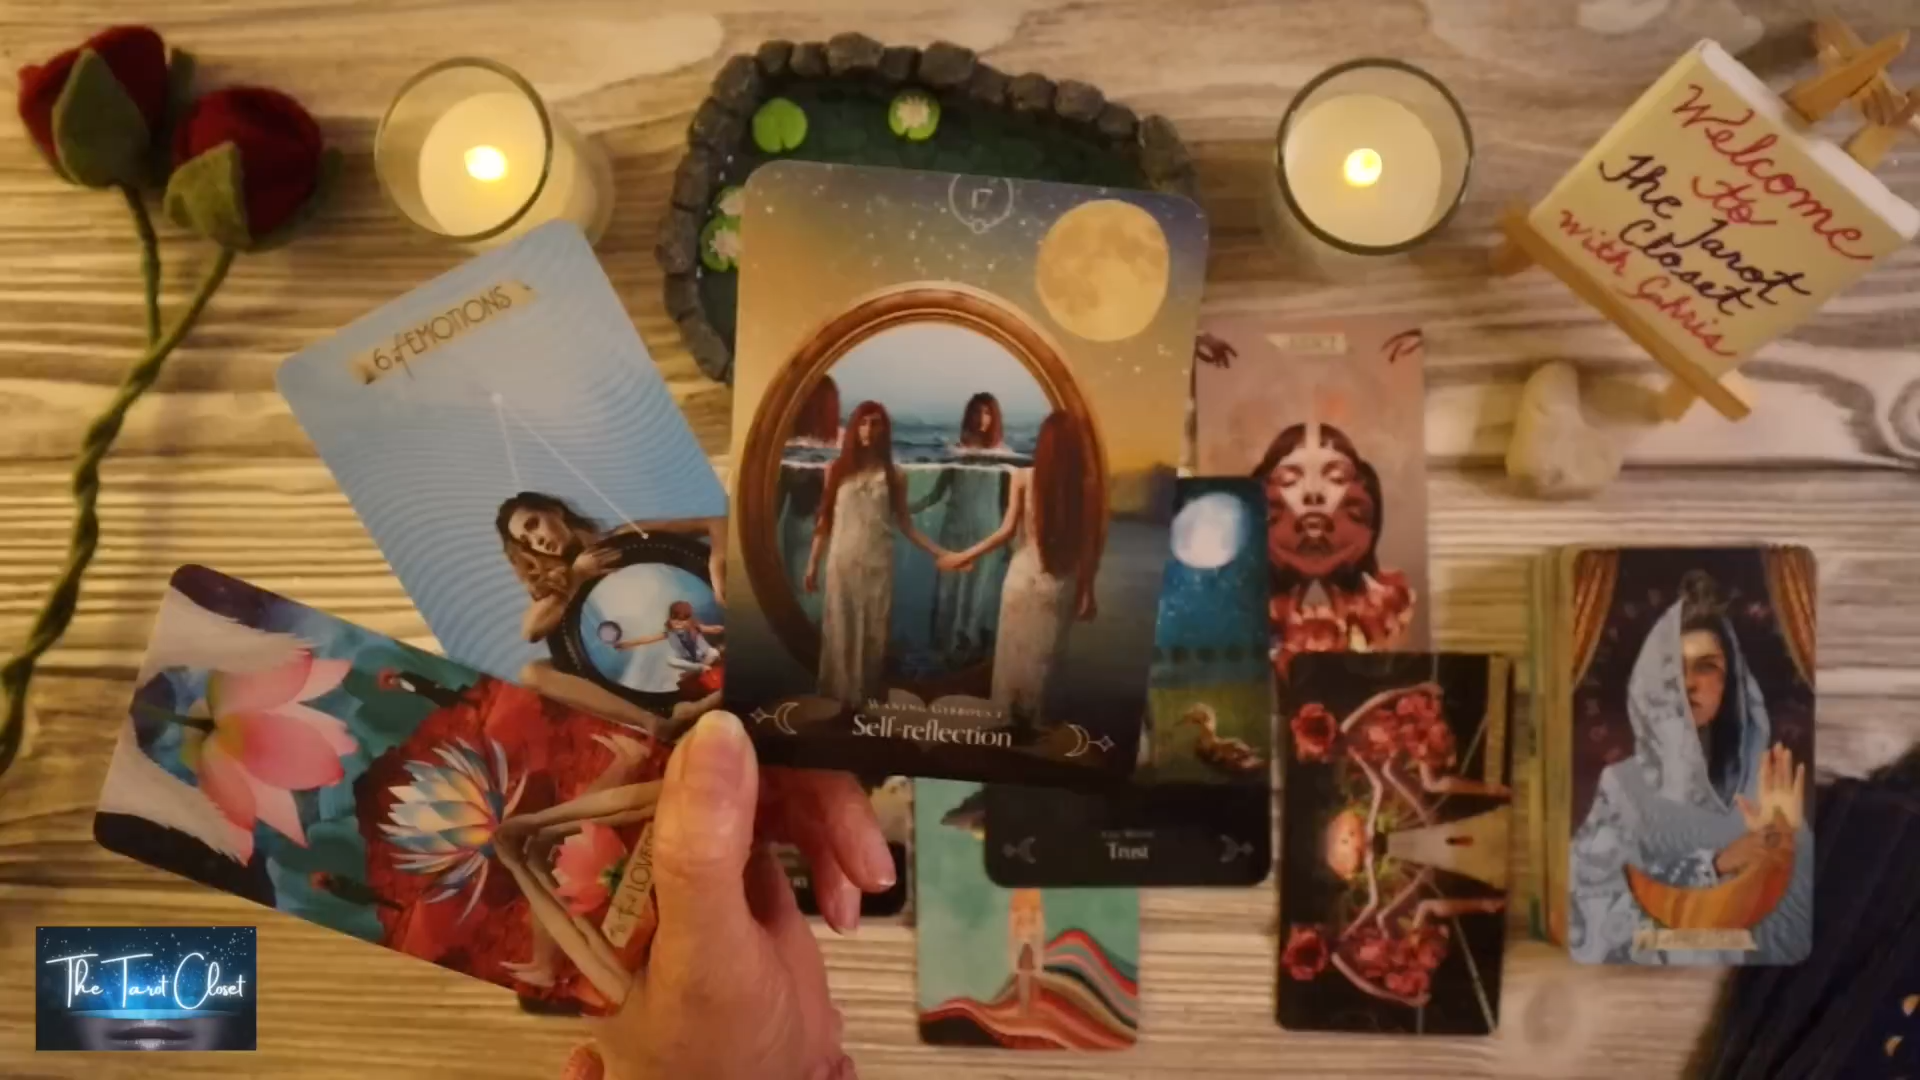 Welcome
to
The Tarot
Closet
with Sabris
6 of EMOTIONS
WANING GIBBOUS I
Self-reflection
Trust
The LOVERS
The Tarot Closet